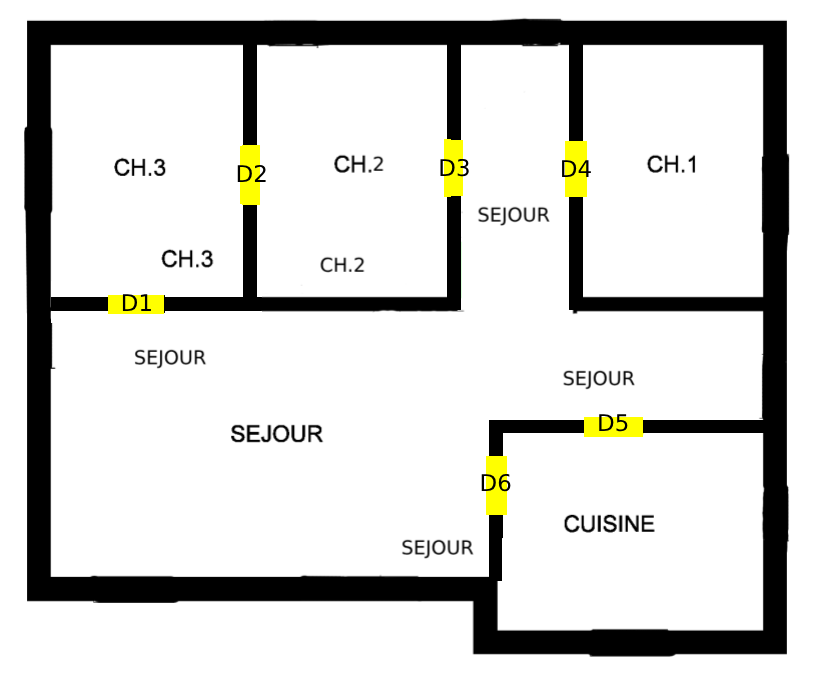 CH.3
D2
CH.2
D3
D4
CH.1
SEJOUR
CH.3
CH.2
D1
SEJOUR
SEJOUR
SEJOUR
D5
D6
CUISINE
SEJOUR